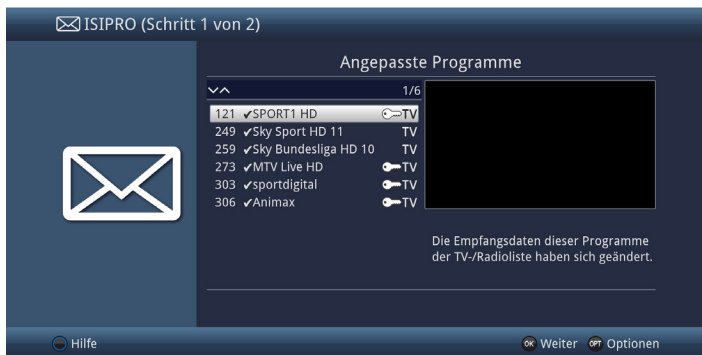 ISIPRO (Schritt 1 von 2)
Angepasste Programme
1/6
121 ✔SPORT1 HD TV
249 ✔Sky Sport HD 11 TV
259 ✔Sky Bundesliga HD 10 TV
273 ✔MTV Live HD TV
303 ✔sportdigital TV
306 ✔Animax TV
Die Empfangsdaten dieser Programme
der TV-/Radioliste haben sich geändert.
Hilfe OK Weiter OPT Optionen